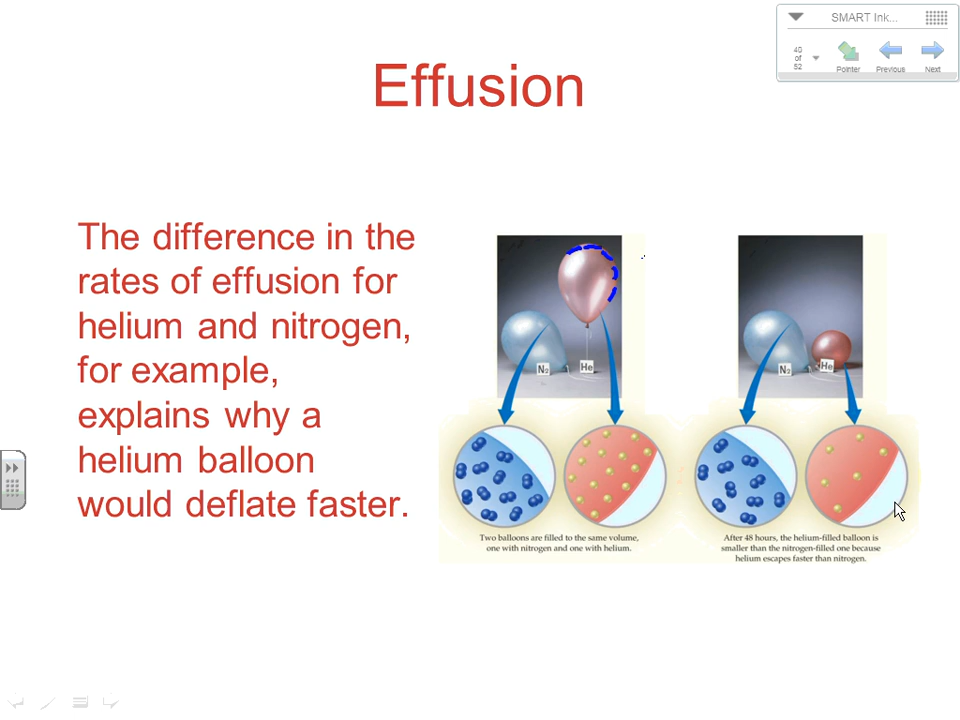 SMART Ink...
40
of
52
Pointer
Previous
Next
Effusion
The difference in the
rates of effusion for
helium and nitrogen,
for example,
explains why a
helium balloon
would deflate faster.
N₂
He
N₂
He
Two balloons are filled to the same volume,
one with nitrogen and one with helium.
After 48 hours, the helium-filled balloon is
smaller than the nitrogen-filled one because
helium escapes faster than nitrogen.